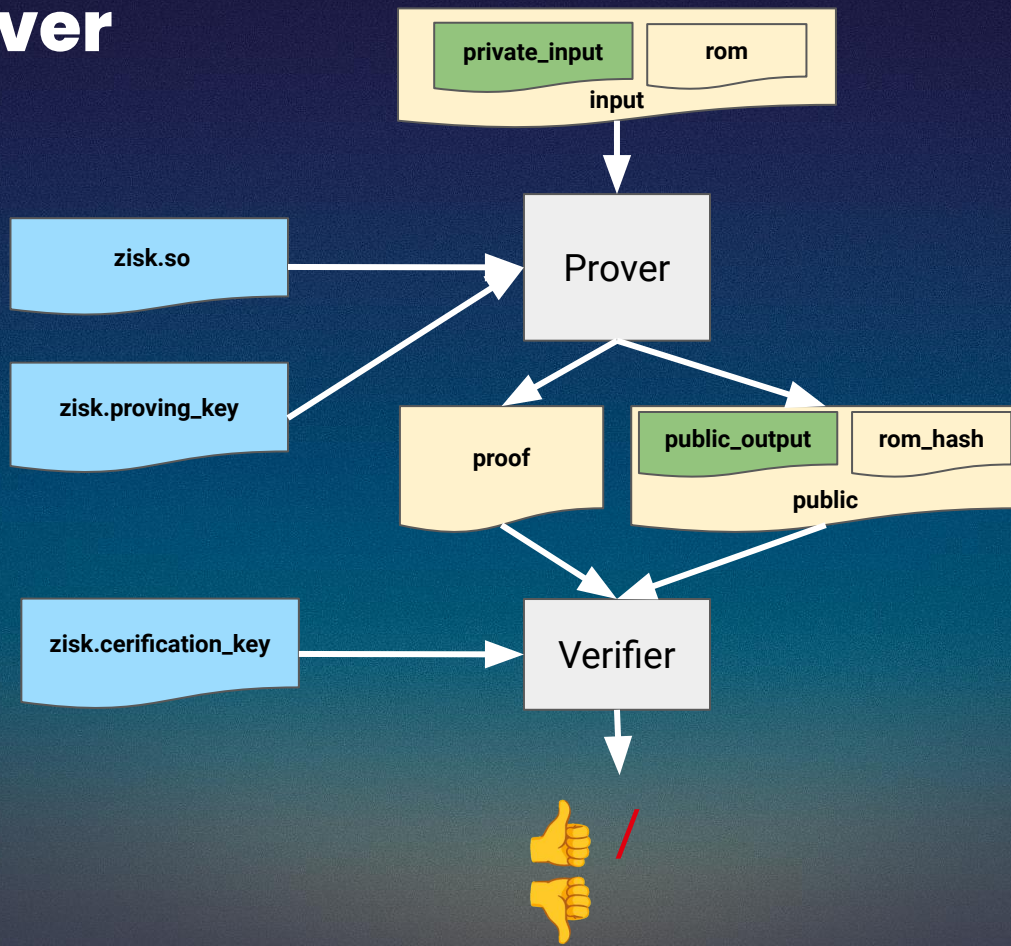 ver
private_input
rom
input
zisk.so
Prover
zisk.proving_key
public_output
rom_hash
proof
public
zisk.cerification_key
Verifier
/